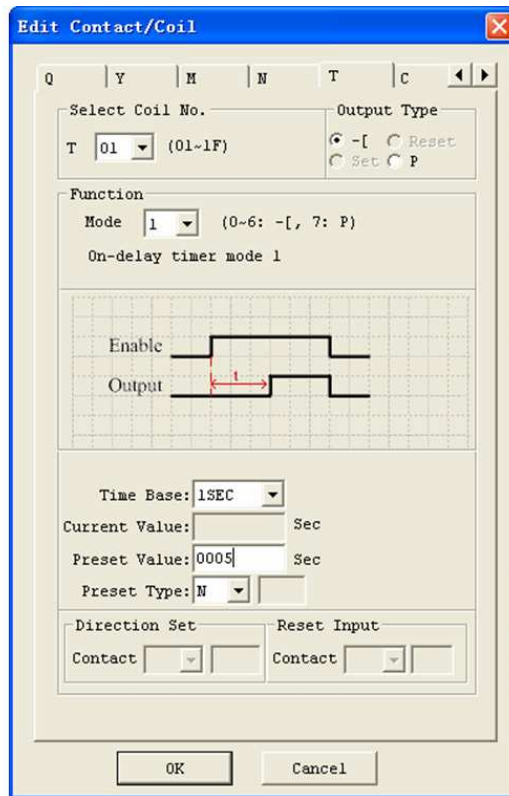 Edit Contact/Coil
Q Y M N T C
Select Coil No.
T 01 (01~1F)
Output Type
-[ Reset
Set P
Function
Mode 1 (0~6: -[, 7: P)
On-delay timer mode 1
Enable
t
Output
Time Base: 1SEC
Current Value: Sec
Preset Value: 0005 Sec
Preset Type: N
Direction Set
Contact
Reset Input
Contact
OK Cancel